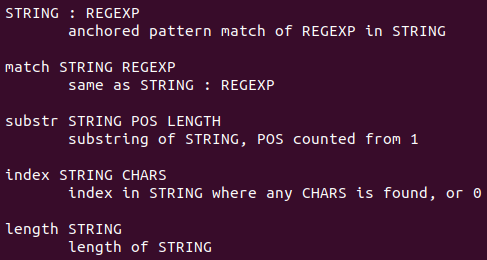 STRING : REGEXP
anchored pattern match of REGEXP in STRING
match STRING REGEXP
same as STRING : REGEXP
substr STRING POS LENGTH
substring of STRING, POS counted from 1
index STRING CHARS
index in STRING where any CHARS is found, or 0
length STRING
length of STRING